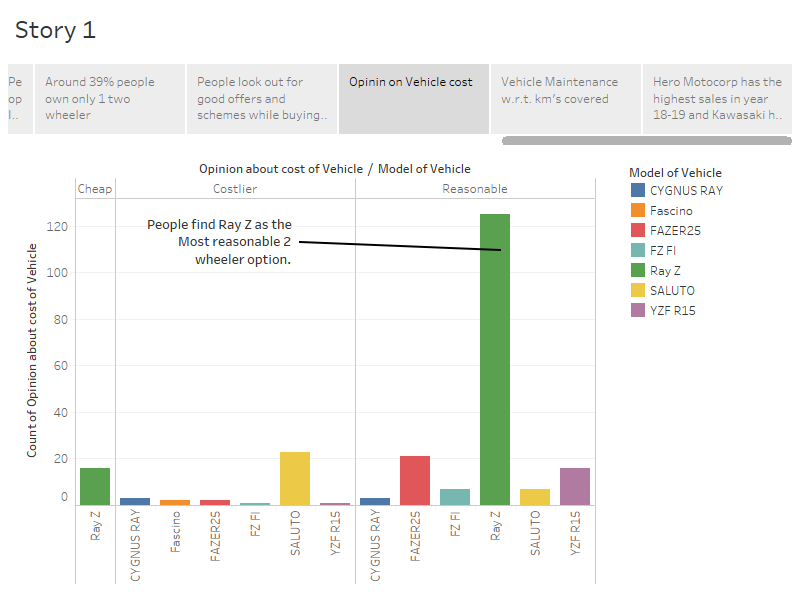 Story 1
Pe
op
l..
Around 39% people
own only 1 two
wheeler
People look out for
good offers and
schemes while buying..
Opinin on Vehicle cost
Vehicle Maintenance
w.r.t. km's covered
Hero Motocorp has the
highest sales in year
18-19 and Kawasaki h..
Opinion about cost of Vehicle / Model of Vehicle
Cheap
Costlier
Reasonable
People find Ray Z as the
Most reasonable 2
wheeler option.
Count of Opinion about cost of Vehicle
120
100
80
60
40
20
0
Ray Z
CYGNUS RAY
Fascino
FAZER25
FZ FI
SALUTO
YZF R15
CYGNUS RAY
FAZER25
FZ FI
Ray Z
SALUTO
YZF R15
Model of Vehicle
CYGNUS RAY
Fascino
FAZER25
FZ FI
Ray Z
SALUTO
YZF R15